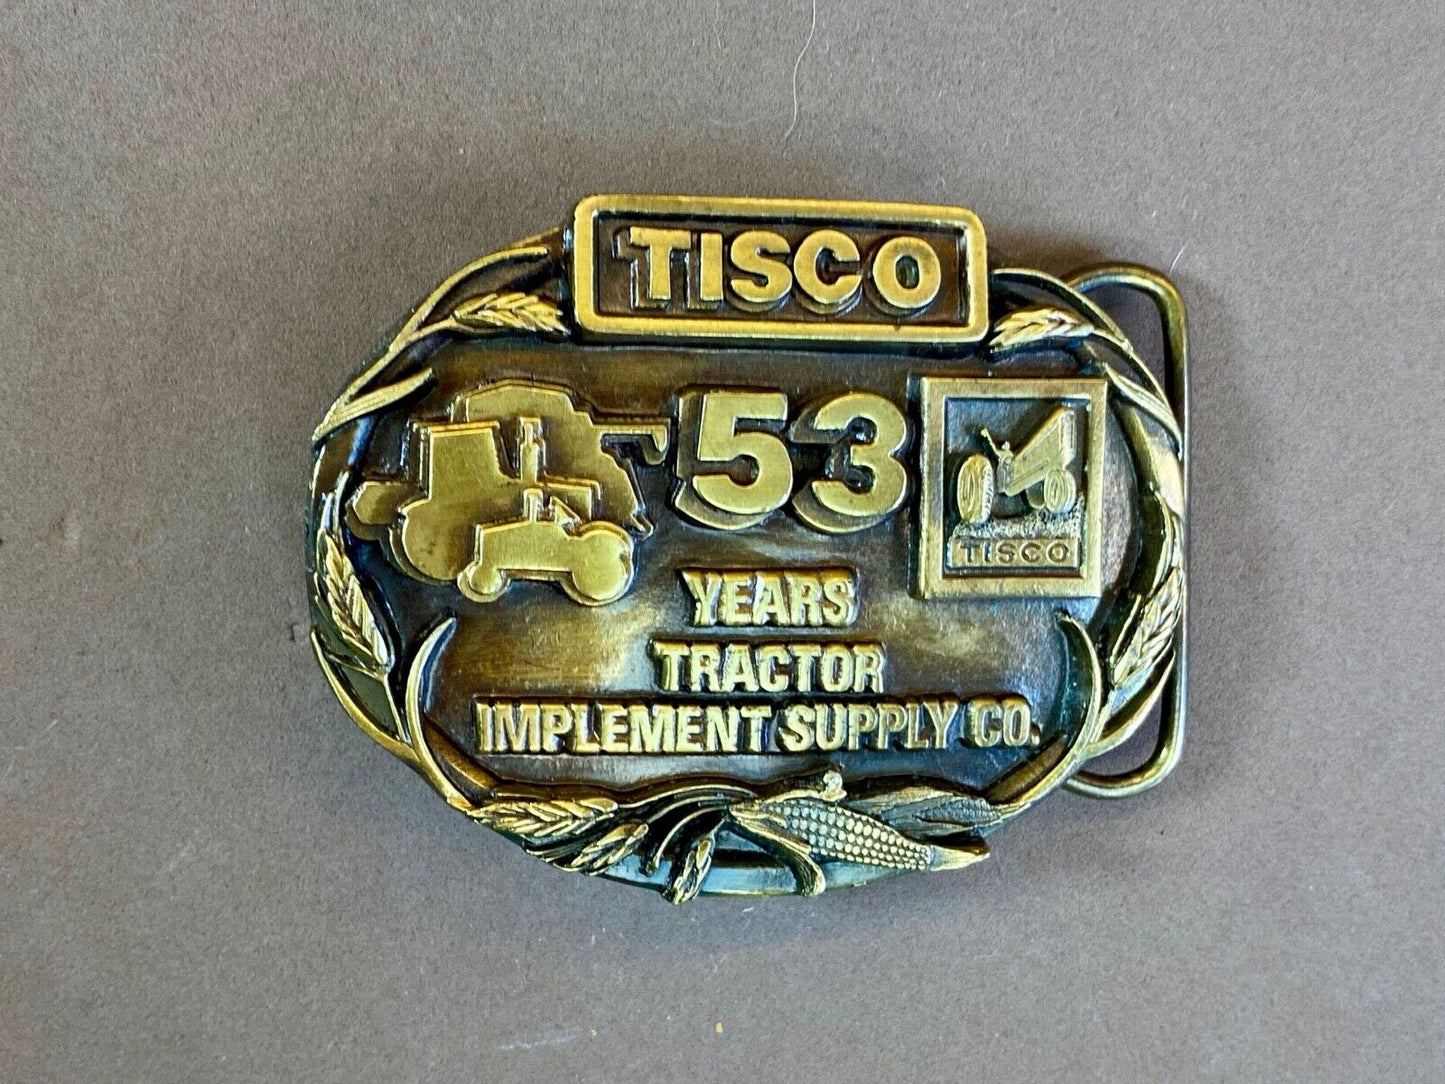 TISCO
53
TISCO
YEARS
TRACTOR
IMPLEMENT SUPPLY CO.